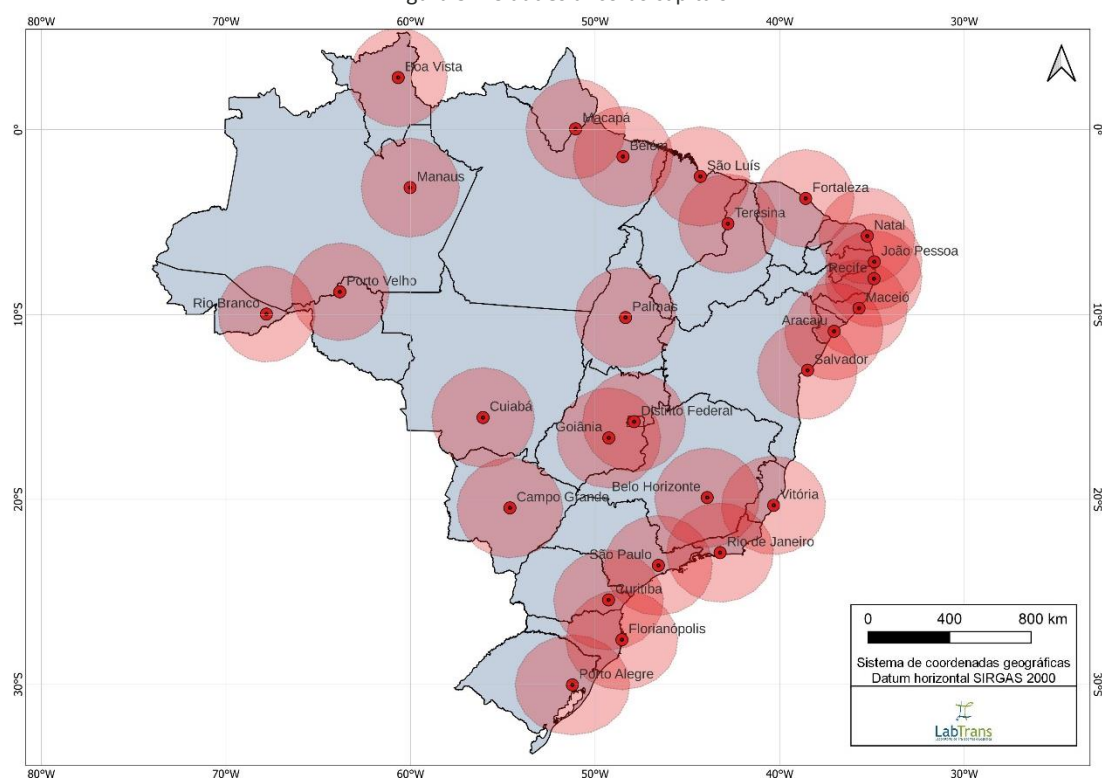 80°W 70°W 60°W 50°W 40°W 30°W
Boa Vista
0° 0°
Macapá
Belém
Manaus
São Luís
Fortaleza
Teresina
Natal
João Pessoa
Recife
Porto Velho
Rio Branco
Maceió
Palmas
10°S 10°S
Aracaju
Salvador
Cuiabá
Distrito Federal
Goiânia
Belo Horizonte
Vitória
Campo Grande
20°S 20°S
Rio de Janeiro
São Paulo
Curitiba
Florianópolis
0 400 800 km
Sistema de coordenadas geográficas
Datum horizontal SIRGAS 2000
Porto Alegre
30°S 30°S
LabTrans
80°W 70°W 60°W 50°W 40°W 30°W